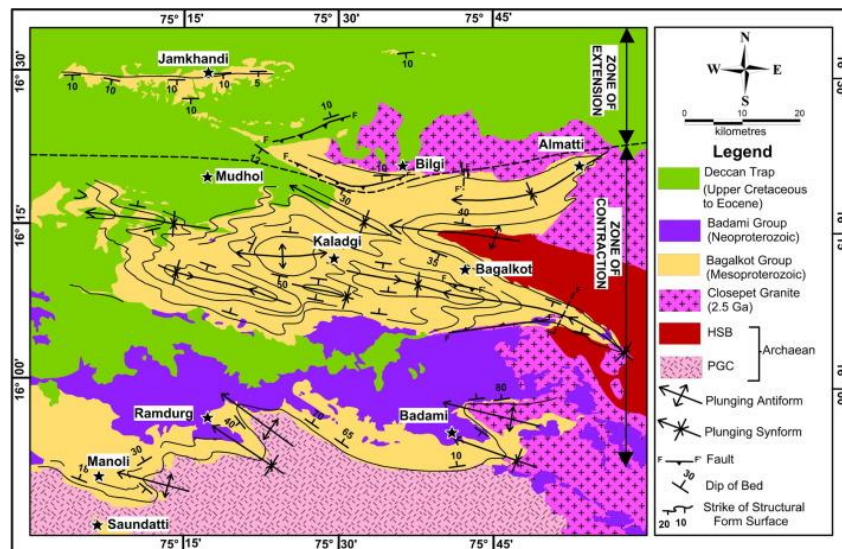 75° 15' 75° 30' 75° 45'
16° 30'
16° 15'
16° 00'
Jamkhandi
10
10
10
10
5
10
10
ZONE OF
EXTENSION
10
F
F
12
F
Bilgi
10
F'
Almatti
Mudhol
30
40
ZONE OF
CONTRACTION
Kaladgi
35
Bagalkot
50
F'
F
F
Ramdurg
40
20
65
Badami
80
10
Manoli
30
18
Saundatti
75° 15' 75° 30' 75° 45'
N
W E
S
0 10 20
kilometres
Legend
Deccan Trap
(Upper Cretaceous
to Eocene)
Badami Group
(Neoproterozoic)
Bagalkot Group
(Mesoproterozoic)
Closepet Granite
(2.5 Ga)
HSB
Archaean
PGC
Plunging Antiform
Plunging Synform
F F' Fault
30 Dip of Bed
20 10 Strike of Structural
Form Surface